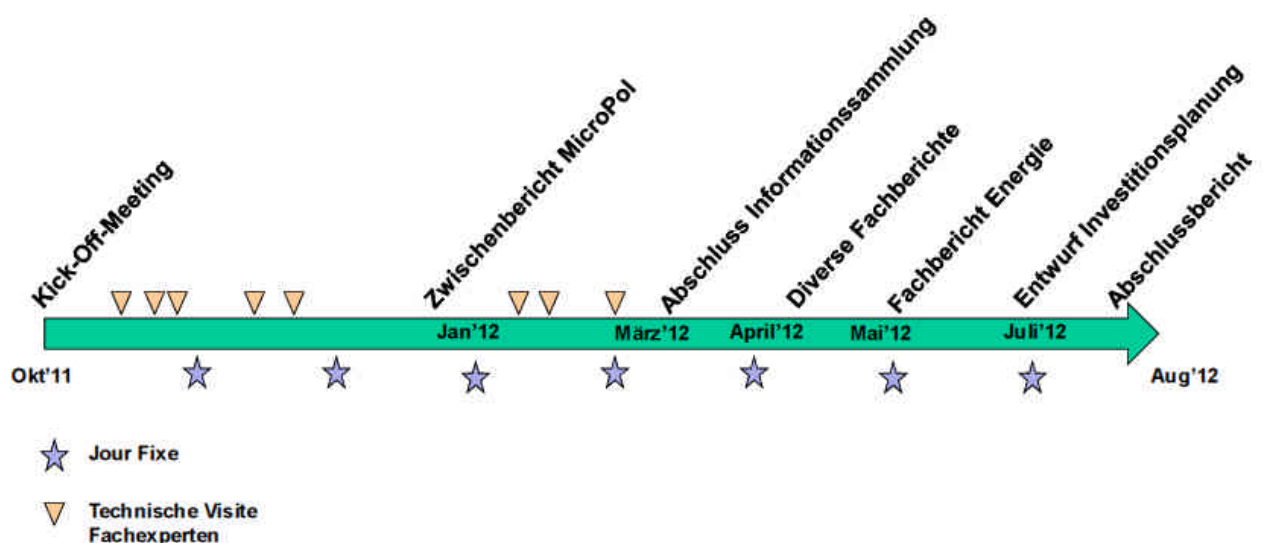 Kick-Off-Meeting
Zwischenbericht MicroPol
Abschluss Informationssammlung
Diverse Fachberichte
Fachbericht Energie
Entwurf Investitionsplanung
Abschlussbericht
Jan'12
März'12
April'12
Mai'12
Juli'12
Okt'11
Aug'12
Jour Fixe
Technische Visite
Fachexperten